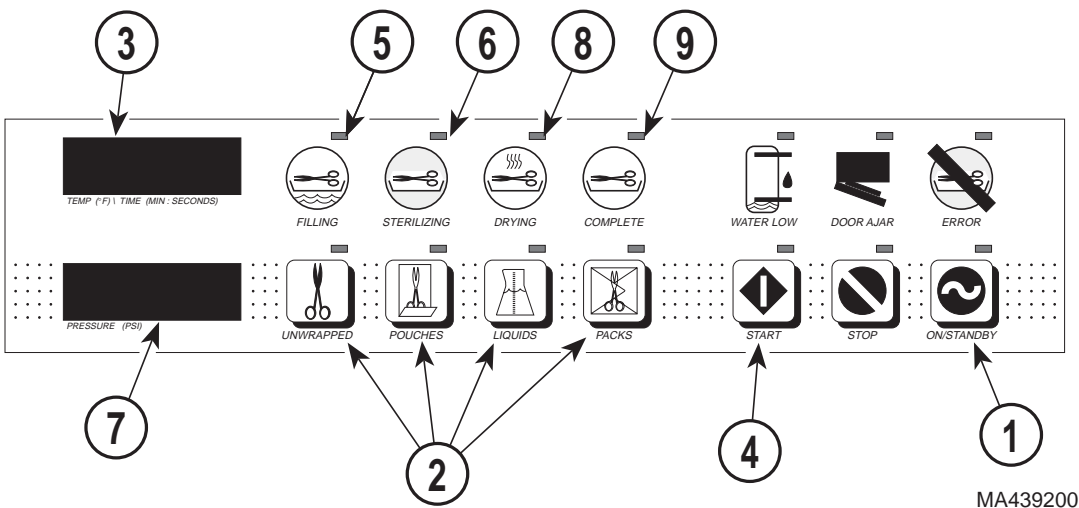 3 5 6 8 9
TEMP (°F) \ TIME (MIN : SECONDS)
FILLING STERILIZING DRYING COMPLETE WATER LOW DOOR AJAR ERROR
PRESSURE (PSI)
UNWRAPPED POUCHES LIQUIDS PACKS START STOP ON/STANDBY
7 2 4 1
MA439200